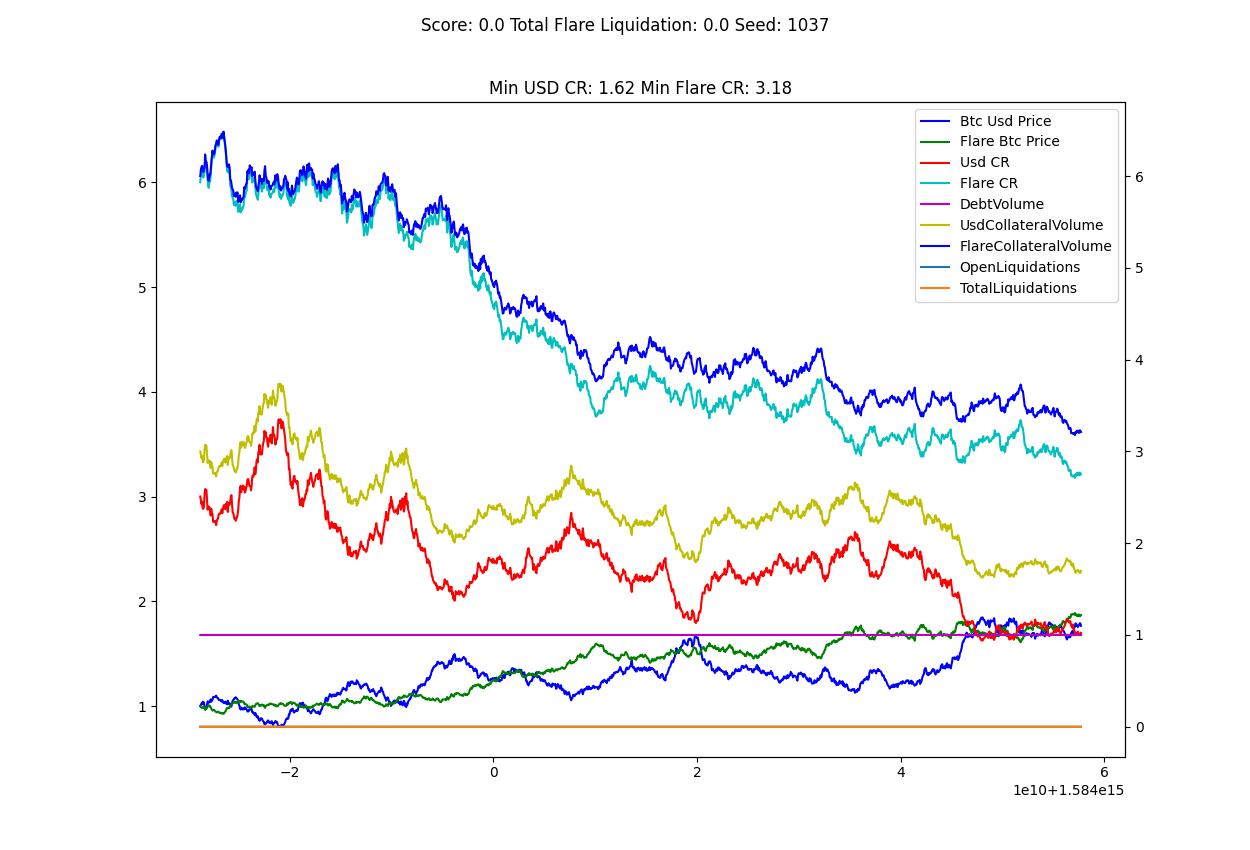 Score: 0.0 Total Flare Liquidation: 0.0 Seed: 1037
Min USD CR: 1.62 Min Flare CR: 3.18
Btc Usd Price
Flare Btc Price
Usd CR
Flare CR
DebtVolume
UsdCollateralVolume
FlareCollateralVolume
OpenLiquidations
TotalLiquidations
6
5
4
3
2
1
6
5
4
3
2
1
0
−2
0
2
4
6
1e10+1.584e15